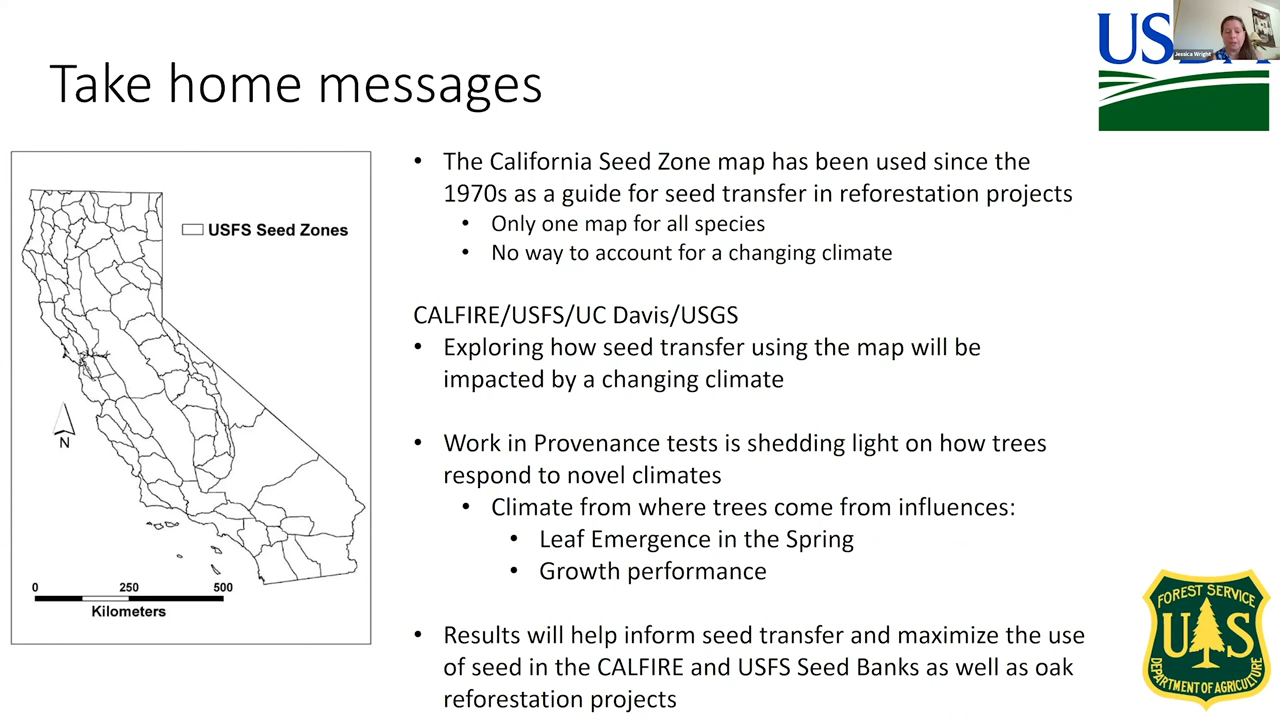 Take home messages
US
Jessica Wright
USFS Seed Zones
N
0 250 500
Kilometers
• The California Seed Zone map has been used since the
1970s as a guide for seed transfer in reforestation projects
• Only one map for all species
• No way to account for a changing climate
CALFIRE/USFS/UC Davis/USGS
• Exploring how seed transfer using the map will be
impacted by a changing climate
• Work in Provenance tests is shedding light on how trees
respond to novel climates
• Climate from where trees come from influences:
• Leaf Emergence in the Spring
• Growth performance
• Results will help inform seed transfer and maximize the use
of seed in the CALFIRE and USFS Seed Banks as well as oak
reforestation projects
FOREST SERVICE
U S
DEPARTMENT OF AGRICULTURE